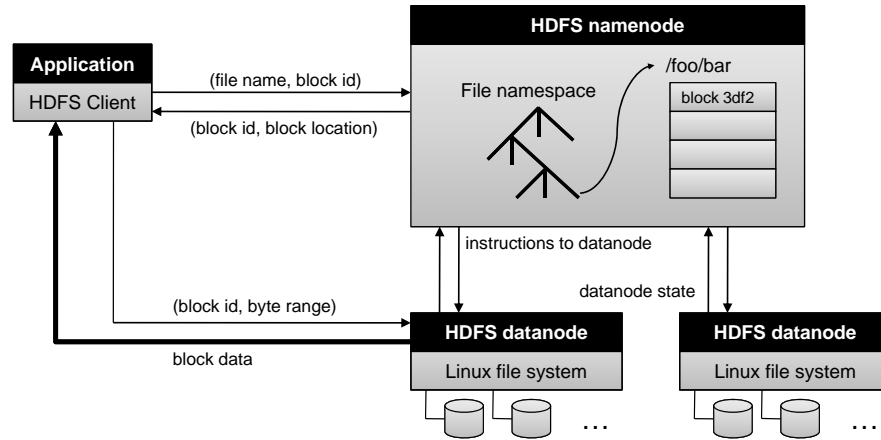 HDFS namenode
Application
HDFS Client
(file name, block id)
(block id, block location)
File namespace
/foo/bar
block 3df2
instructions to datanode
datanode state
(block id, byte range)
block data
HDFS datanode
Linux file system
...
HDFS datanode
Linux file system
...